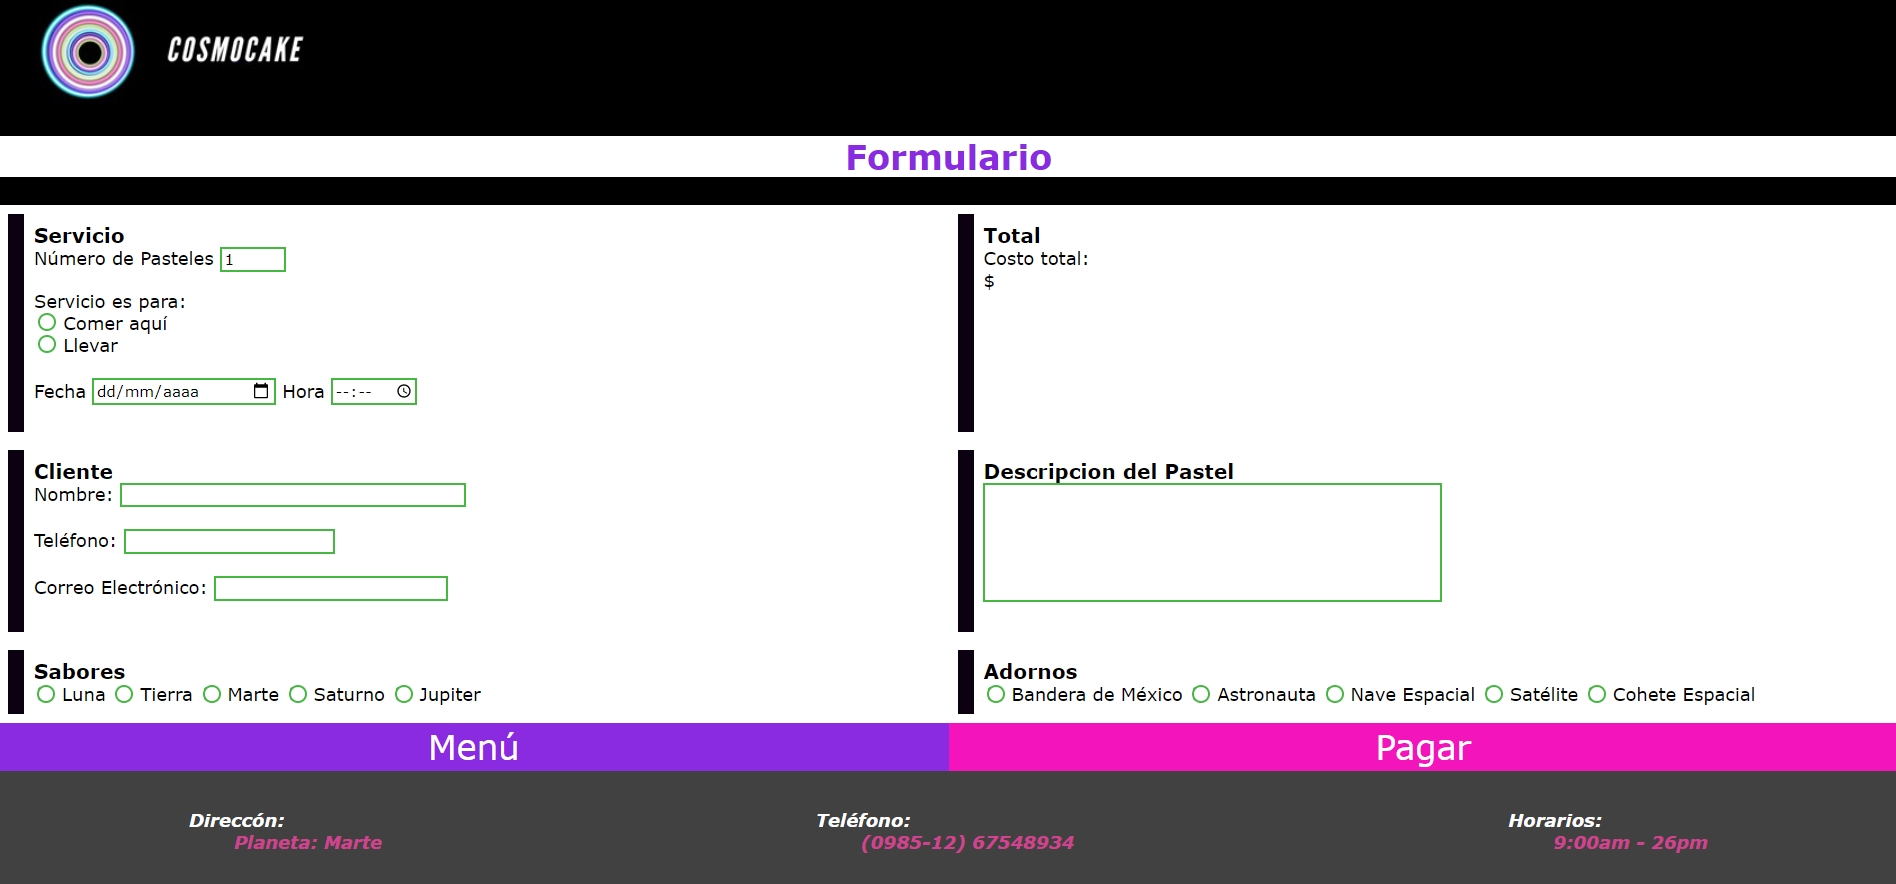 COSMOCAKE
Formulario
Servicio
Número de Pasteles 1
Servicio es para:
Comer aquí
Llevar
Fecha dd/mm/aaaa Hora --:--
Total
Costo total:
$
Cliente
Nombre:
Teléfono:
Correo Electrónico:
Descripcion del Pastel
Sabores
Luna Tierra Marte Saturno Jupiter
Adornos
Bandera de México Astronauta Nave Espacial Satélite Cohete Espacial
Menú Pagar
Direccón:
Planeta: Marte
Teléfono:
(0985-12) 67548934
Horarios:
9:00am - 26pm